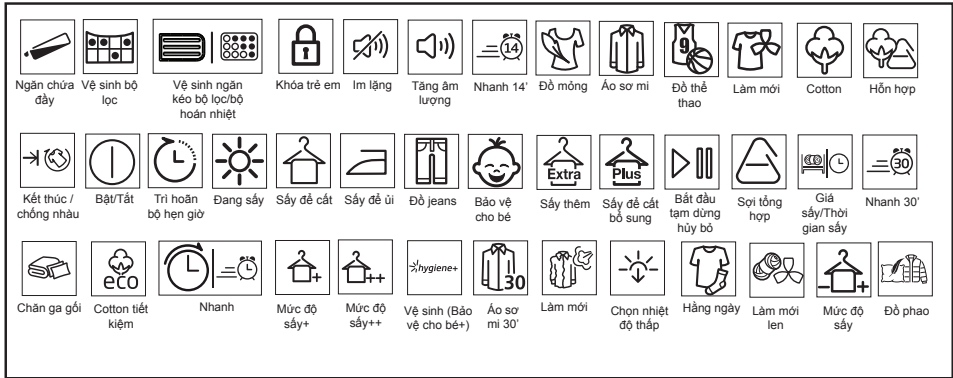 14
9
Ngăn chứa đầy
Vệ sinh bộ lọc
Vệ sinh ngăn kéo bộ lọc/bộ hoán nhiệt
Khóa trẻ em
Im lặng
Tăng âm lượng
Nhanh 14'
Đồ mỏng
Áo sơ mi
Đồ thể thao
Làm mới
Cotton
Hỗn hợp
Extra
Plus
30
Kết thúc / chống nhàu
Bật/Tắt
Trì hoãn bộ hẹn giờ
Đang sấy
Sấy để cất
Sấy để ủi
Đồ jeans
Bảo vệ cho bé
Sấy thêm
Sấy để cất bổ sung
Bắt đầu tạm dừng hủy bỏ
Sợi tổng hợp
Giá sấy/Thời gian sấy
Nhanh 30'
eco
+
++
hygiene+
30
- +
Chăn ga gối
Cotton tiết kiệm
Nhanh
Mức độ sấy+
Mức độ sấy++
Vệ sinh (Bảo vệ cho bé+)
Áo sơ mi 30'
Làm mới
Chọn nhiệt độ thấp
Hằng ngày
Làm mới len
Mức độ sấy
Đồ phao